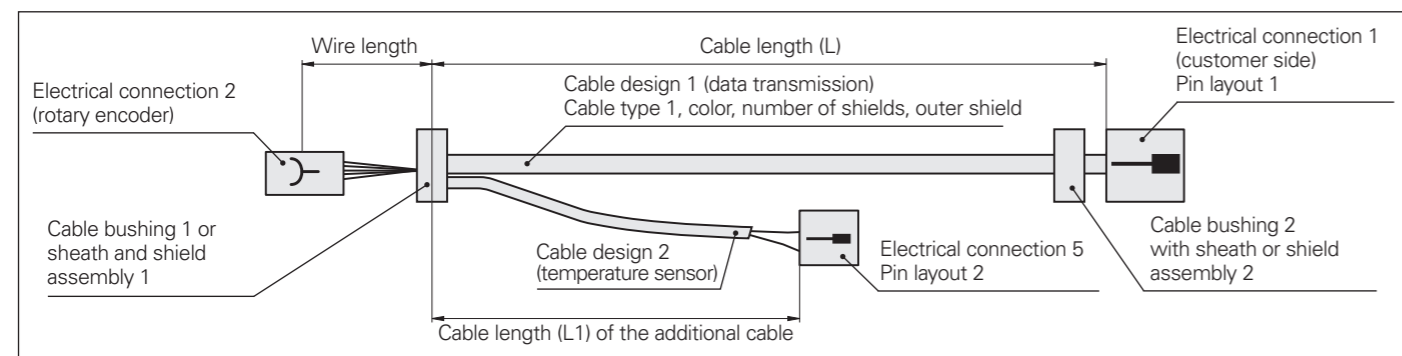 Wire length
Cable length (L)
Electrical connection 1
(customer side)
Pin layout 1
Electrical connection 2
(rotary encoder)
Cable design 1 (data transmission)
Cable type 1, color, number of shields, outer shield
Cable bushing 1 or
sheath and shield
assembly 1
Cable design 2
(temperature sensor)
Electrical connection 5
Pin layout 2
Cable bushing 2
with sheath or shield
assembly 2
Cable length (L1) of the additional cable